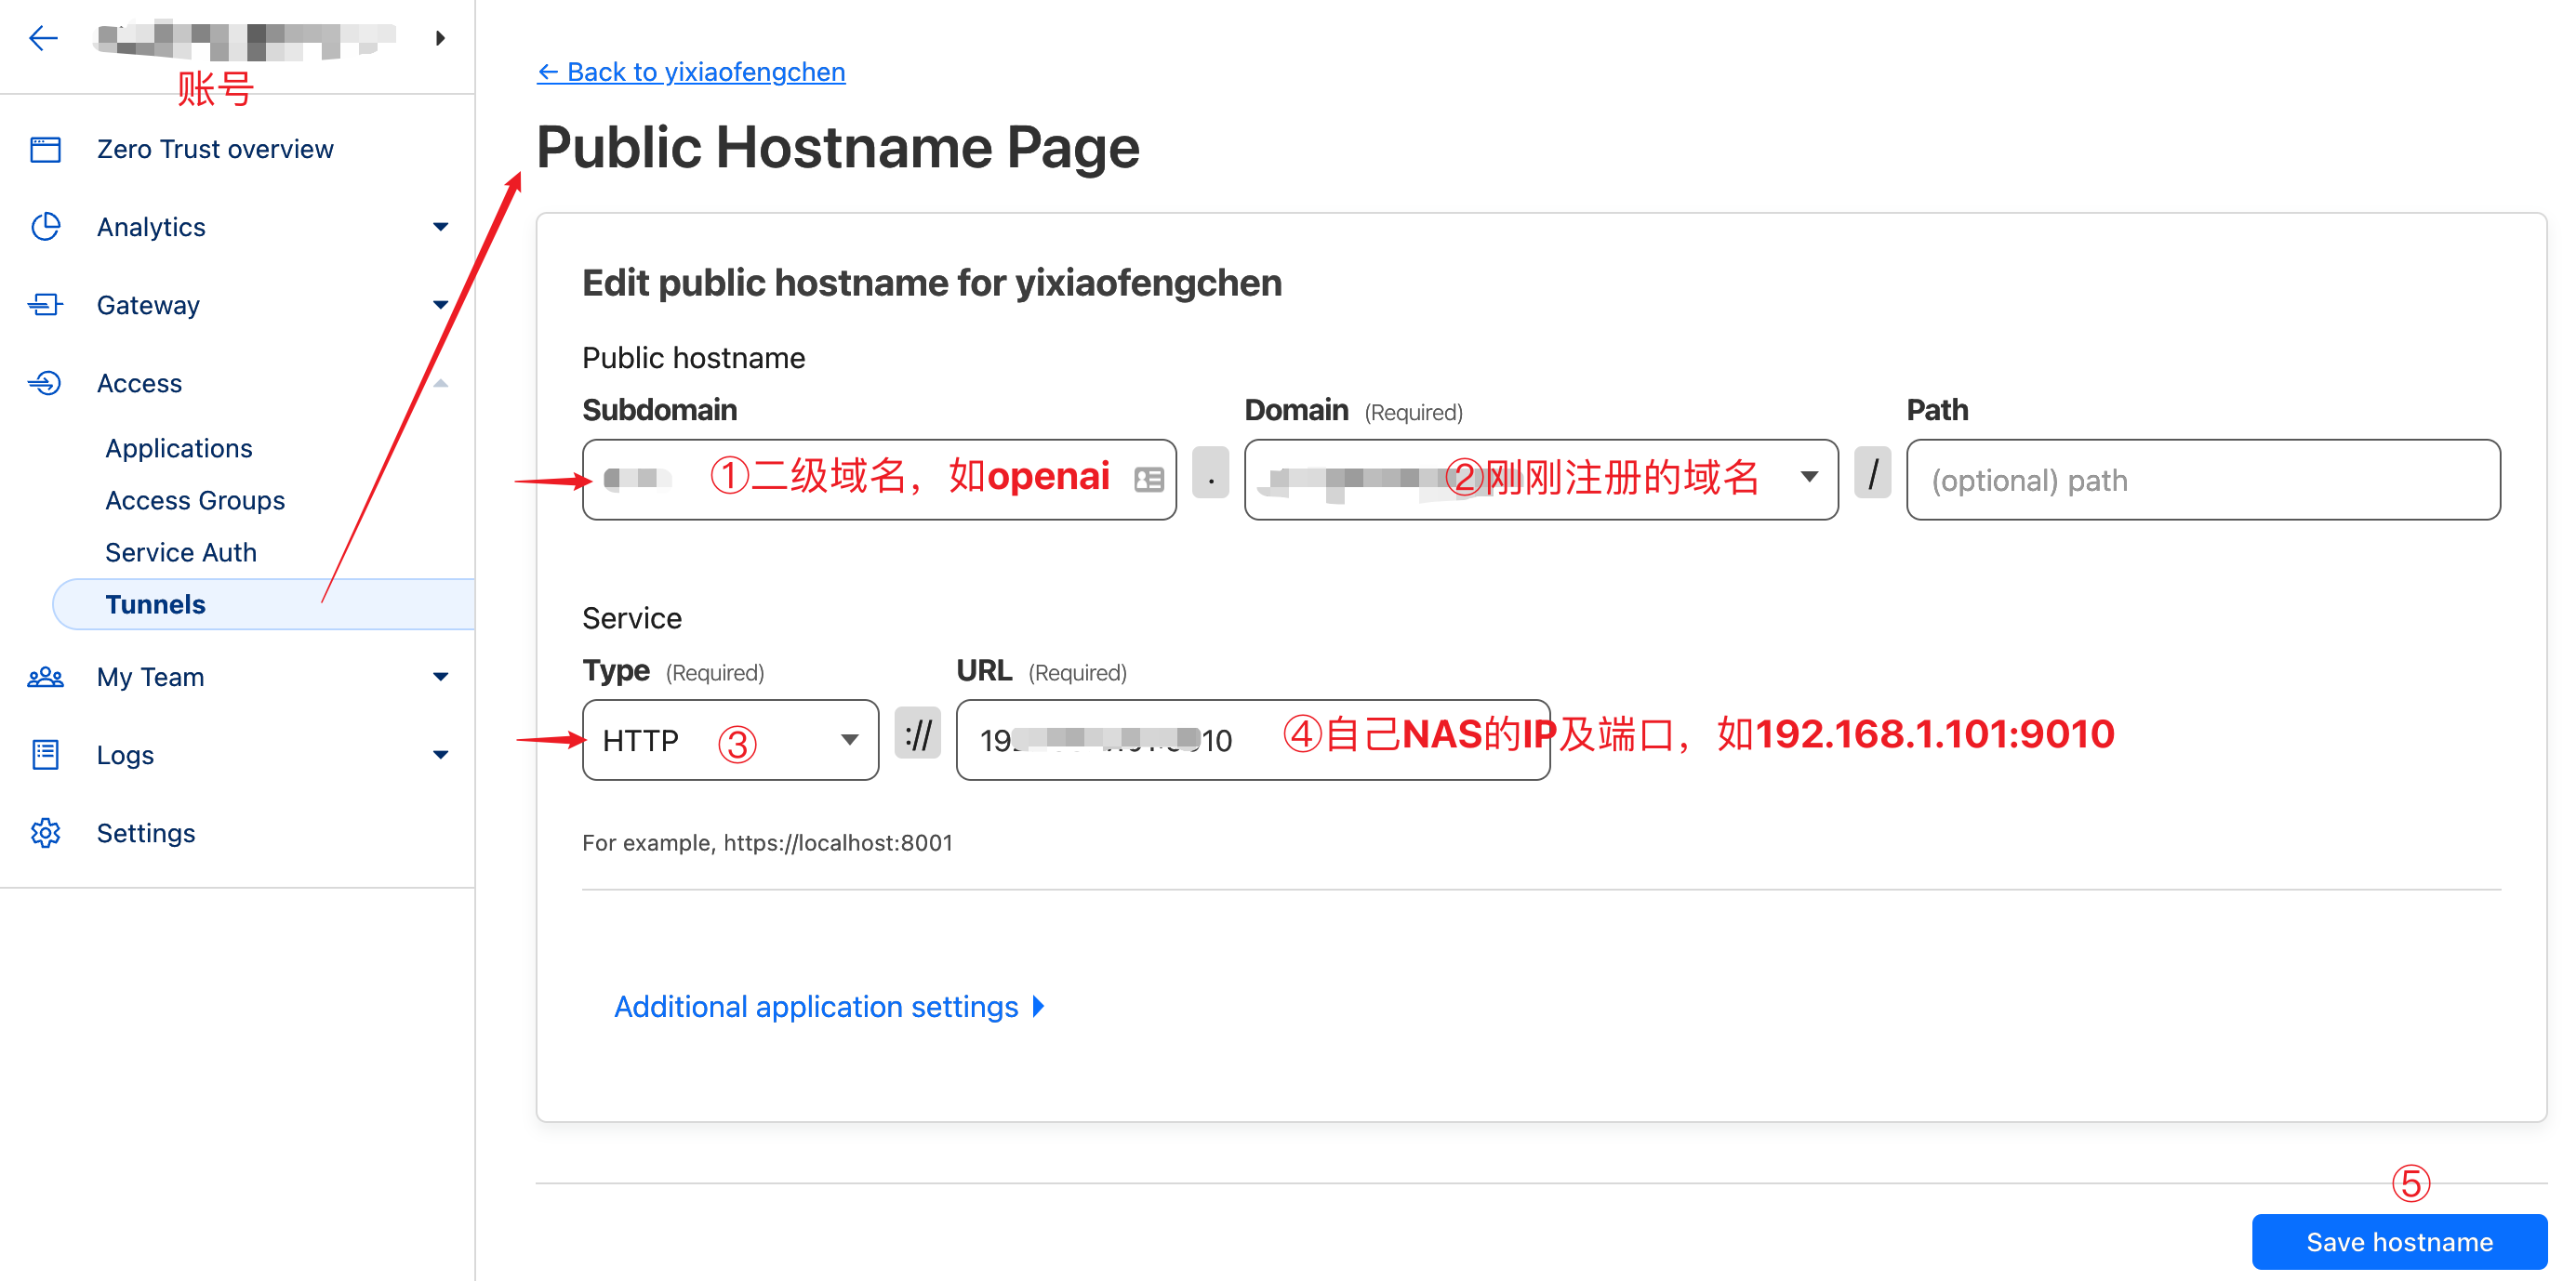 账号
Zero Trust overview
Analytics
Gateway
Access
Applications
Access Groups
Service Auth
Tunnels
My Team
Logs
Settings
← Back to yixiaofengchen
Public Hostname Page
Edit public hostname for yixiaofengchen
Public hostname
Subdomain
Domain (Required)
Path
①二级域名，如openai
.
②刚刚注册的域名
/
(optional) path
Service
Type (Required)
URL (Required)
HTTP ③
://
④自己NAS的IP及端口，如192.168.1.101:9010
For example, https://localhost:8001
Additional application settings
⑤
Save hostname